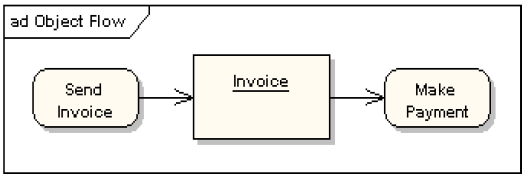 ad Object Flow
Send
Invoice
Invoice
Make
Payment